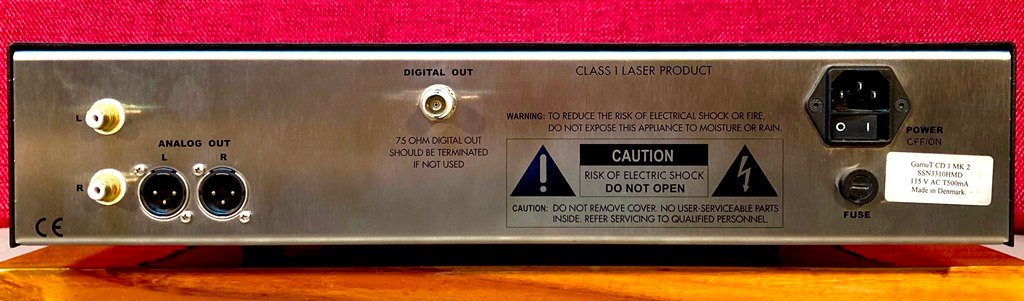 L
R
ANALOG OUT
L R
CE
DIGITAL OUT
75 OHM DIGITAL OUT
SHOULD BE TERMINATED
IF NOT USED
CLASS 1 LASER PRODUCT
WARNING: TO REDUCE THE RISK OF ELECTRICAL SHOCK OR FIRE,
DO NOT EXPOSE THIS APPLIANCE TO MOISTURE OR RAIN.
CAUTION
RISK OF ELECTRIC SHOCK
DO NOT OPEN
CAUTION: DO NOT REMOVE COVER. NO USER-SERVICEABLE PARTS
INSIDE. REFER SERVICING TO QUALIFIED PERSONNEL.
O I
POWER
OFF/ON
FUSE
GamuT CD 1 MK 2
SSN3310HMD
115 V AC T500mA
Made in Denmark.